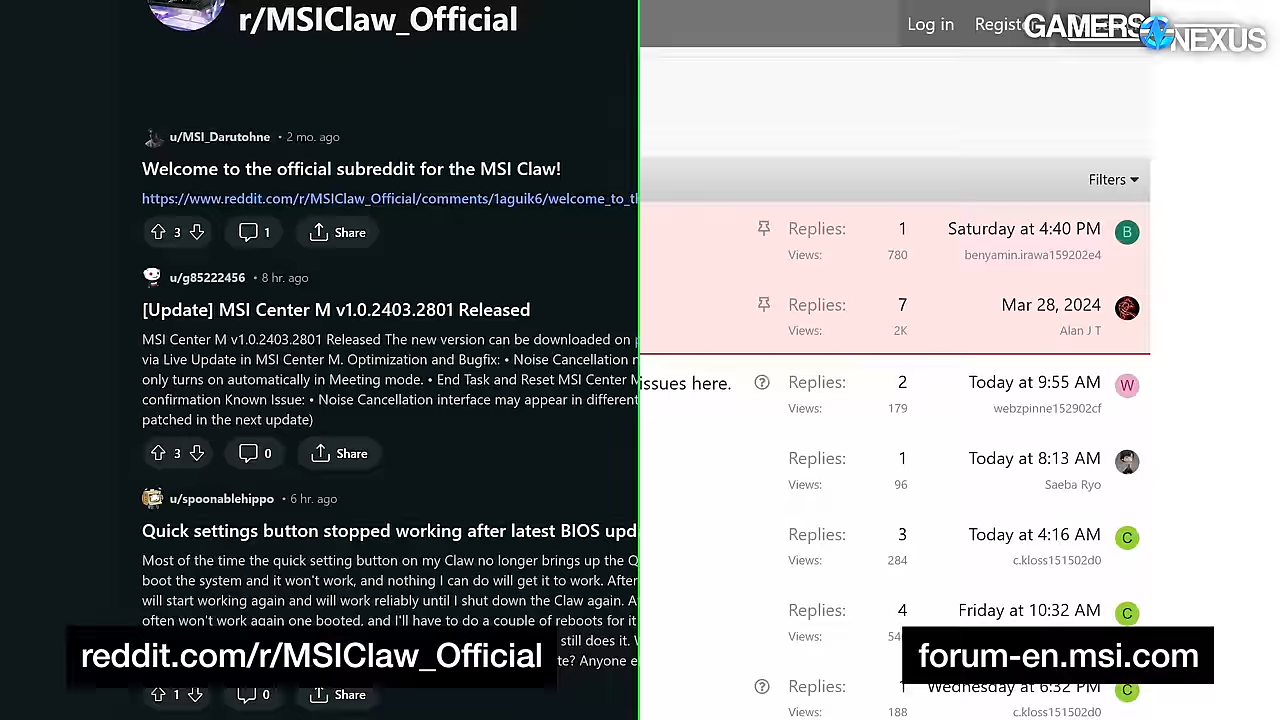 r/MSIClaw_Official
u/MSI_Darutohne • 2 mo. ago
Welcome to the official subreddit for the MSI Claw!
https://www.reddit.com/r/MSIClaw_Official/comments/1aguik6/welcome_to_t
3
1
Share
u/g85222456 • 8 hr. ago
[Update] MSI Center M v1.0.2403.2801 Released
MSI Center M v1.0.2403.2801 Released The new version can be downloaded on
via Live Update in MSI Center M. Optimization and Bugfix: • Noise Cancellation
only turns on automatically in Meeting mode. • End Task and Reset MSI Center M
confirmation Known Issue: • Noise Cancellation interface may appear in different
patched in the next update)
3
0
Share
u/spoonablehippo • 6 hr. ago
Quick settings button stopped working after latest BIOS upd
Most of the time the quick setting button on my Claw no longer brings up the Q
boot the system and it won't work, and nothing I can do will get it to work. After
will start working again and will work reliably until I shut down the Claw again.
often won't work again one booted, and I'll have to do a couple of reboots for it
still does it.
te? Anyone e
1
0
Share
reddit.com/r/MSIClaw_Official
Log in
Registe
GAMERS
NEXUS
Filters
Replies: 1 Saturday at 4:40 PM B
Views: 780 benyamin.irawa159202e4
Replies: 7 Mar 28, 2024
Views: 2K Alan J T
issues here. Replies: 2 Today at 9:55 AM W
Views: 179 webzpinne152902cf
Replies: 1 Today at 8:13 AM
Views: 96 Saeba Ryo
Replies: 3 Today at 4:16 AM C
Views: 284 c.kloss151502d0
Replies: 4 Friday at 10:32 AM C
Views: 54
forum-en.msi.com
Replies: 1 Wednesday at 6:32 PM C
Views: 188 c.kloss151502d0